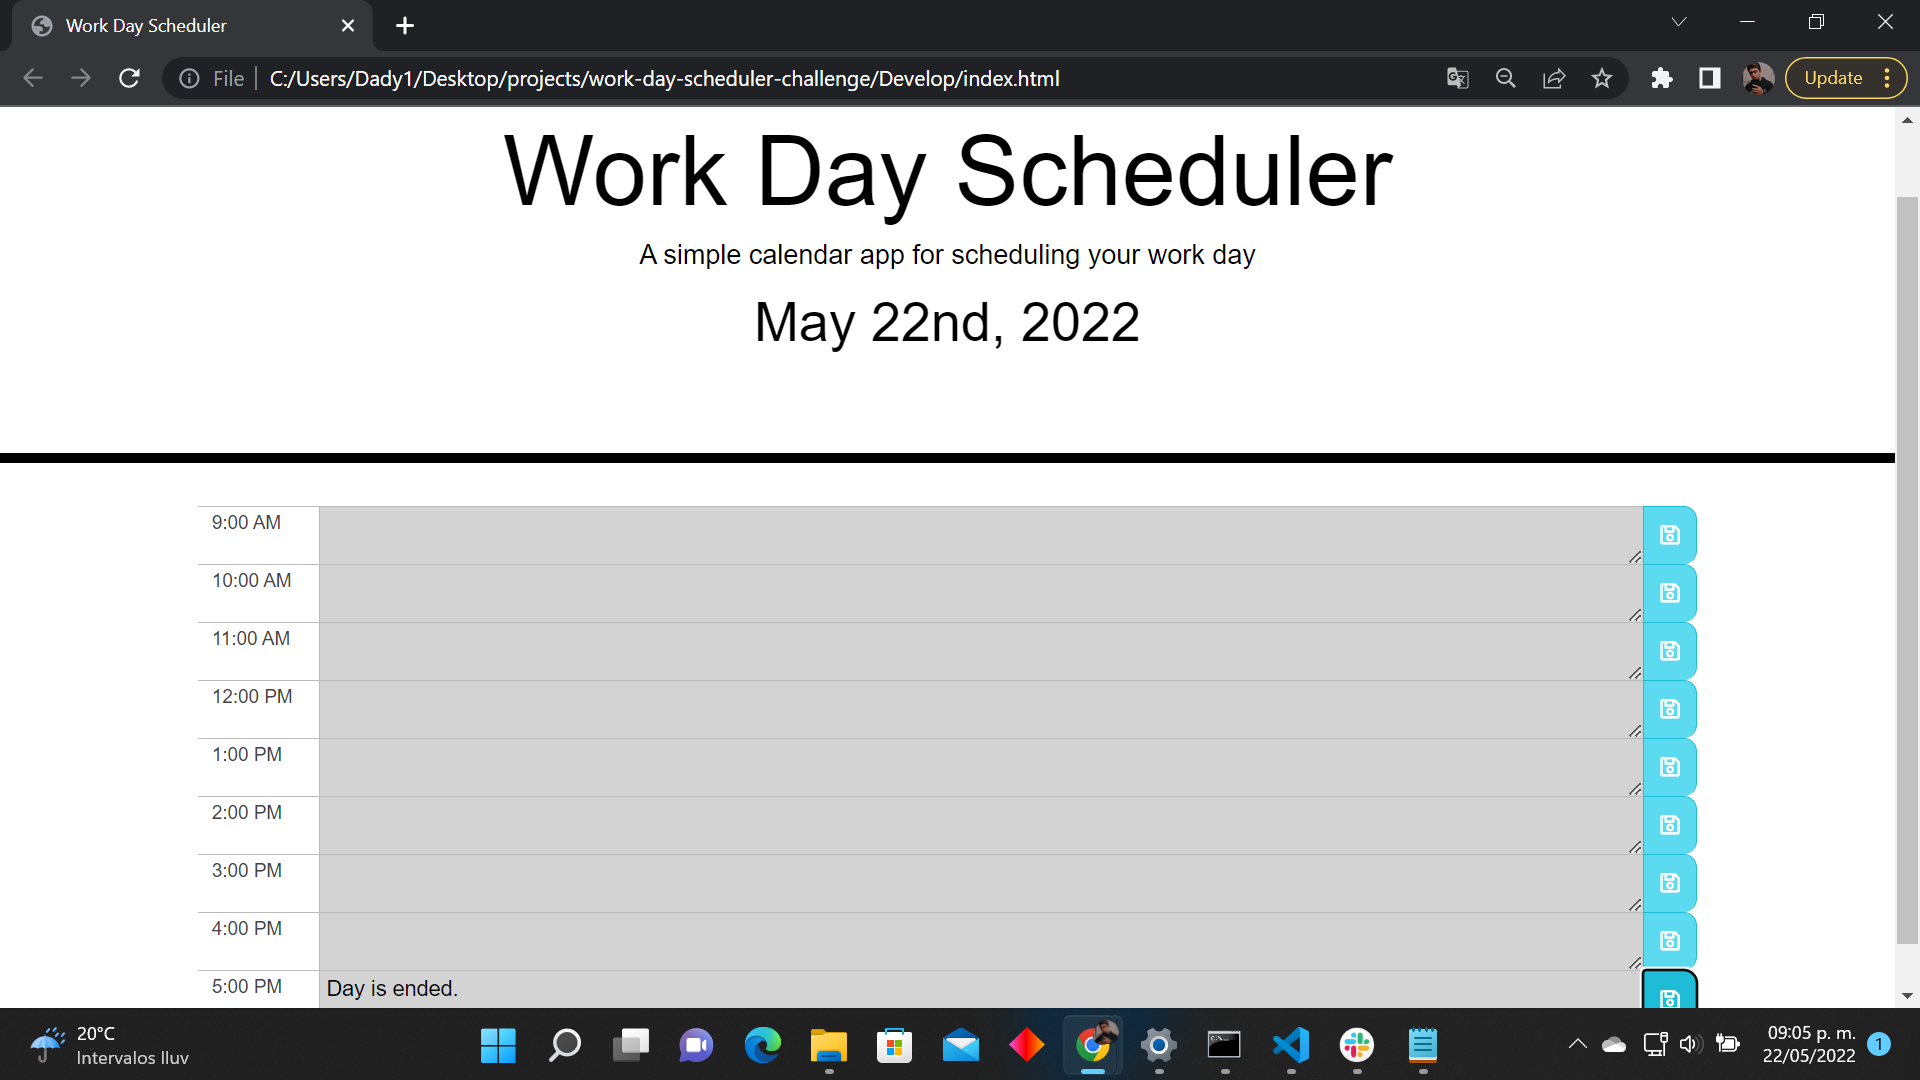 Work Day Scheduler
File
C:/Users/Dady1/Desktop/projects/work-day-scheduler-challenge/Develop/index.html
Update
Work Day Scheduler
A simple calendar app for scheduling your work day
May 22nd, 2022
9:00 AM
10:00 AM
11:00 AM
12:00 PM
1:00 PM
2:00 PM
3:00 PM
4:00 PM
5:00 PM Day is ended.
20°C
Intervalos lluv
09:05 p. m.
22/05/2022
1